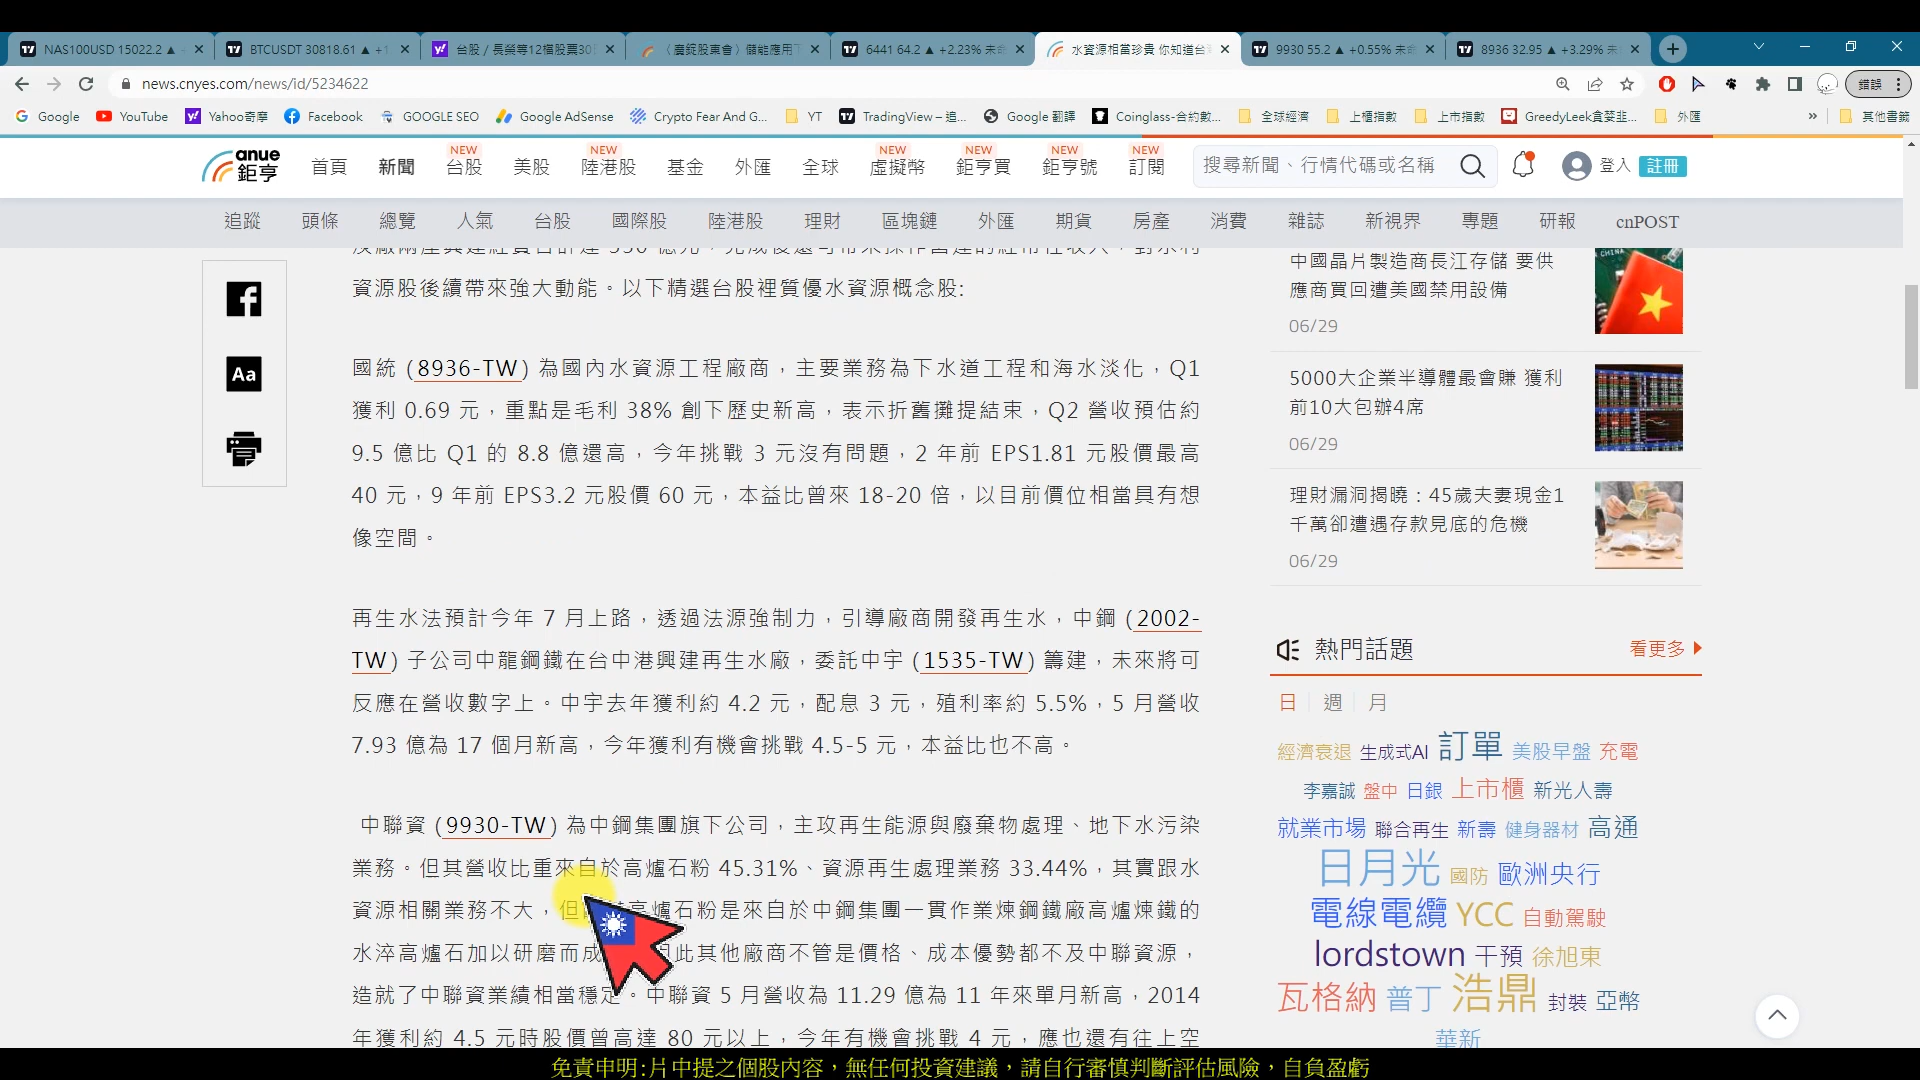 NAS100USD 15022.2 ▲
BTCUSDT 30818.61 ▲ +1
台股 / 長榮等12檔股票30
6441 64.2 ▲ +2.23% 未
水資源相當珍貴 你知道台
9930 55.2 ▲ +0.55% 未
8936 32.95 ▲ +3.29% 未
news.cnyes.com/news/id/5234622
錯誤
Google
YouTube
Yahoo奇摩
Facebook
GOOGLE SEO
Google AdSense
Crypto Fear And G...
YT
TradingView – 追...
Google 翻譯
Coinglass-合約數...
全球經濟
上櫃指數
上市指數
GreedyLeek貪婪韭...
外匯
»
其他書籤
anue
鉅亨
首頁
新聞
NEW
台股
美股
NEW
陸港股
基金
外匯
全球
NEW
虛擬幣
NEW
鉅亨買
NEW
鉅亨號
NEW
訂閱
搜尋新聞、行情代碼或名稱
登入
註冊
追蹤 頭條 總覽 人氣 台股 國際股 陸港股 理財 區塊鏈 外匯 期貨 房產 消費 雜誌 新視界 專題 研報 cnPOST
資源股後續帶來強大動能。以下精選台股裡質優水資源概念股:
國統 (8936-TW) 為國內水資源工程廠商，主要業務為下水道工程和海水淡化，Q1
獲利 0.69 元，重點是毛利 38% 創下歷史新高，表示折舊攤提結束，Q2 營收預估約
9.5 億比 Q1 的 8.8 億還高，今年挑戰 3 元沒有問題，2 年前 EPS1.81 元股價最高
40 元，9 年前 EPS3.2 元股價 60 元，本益比曾來 18-20 倍，以目前價位相當具有想
像空間。
再生水法預計今年 7 月上路，透過法源強制力，引導廠商開發再生水，中鋼 (2002-
TW) 子公司中龍鋼鐵在台中港興建再生水廠，委託中宇 (1535-TW) 籌建，未來將可
反應在營收數字上。中宇去年獲利約 4.2 元，配息 3 元，殖利率約 5.5%，5 月營收
7.93 億為 17 個月新高，今年獲利有機會挑戰 4.5-5 元，本益比也不高。
中聯資 (9930-TW) 為中鋼集團旗下公司，主攻再生能源與廢棄物處理、地下水污染
業務。但其營收比重來自於高爐石粉 45.31%、資源再生處理業務 33.44%，其實跟水
資源相關業務不大，但 高爐石粉是來自於中鋼集團一貫作業煉鋼鐵廠高爐煉鐵的
水淬高爐石加以研磨而成 此其他廠商不管是價格、成本優勢都不及中聯資源，
造就了中聯資業績相當穩定。中聯資 5 月營收為 11.29 億為 11 年來單月新高，2014
年獲利約 4.5 元時股價曾高達 80 元以上，今年有機會挑戰 4 元，應也還有往上空
Aa
中國晶片製造商長江存儲 要供
應商買回遭美國禁用設備
06/29
5000大企業半導體最會賺 獲利
前10大包辦4席
06/29
理財漏洞揭曉：45歲夫妻現金1
千萬卻遭遇存款見底的危機
06/29
熱門話題
看更多
日 週 月
經濟衰退 生成式AI 訂單 美股早盤 充電
李嘉誠 盤中 日銀 上市櫃 新光人壽
就業市場 聯合再生 新壽 健身器材 高通
日月光 國防 歐洲央行
電線電纜 YCC 自動駕駛
lordstown 干預 徐旭東
瓦格納 普丁 浩鼎 封裝 亞幣
華新
免責申明:片中提之個股內容，無任何投資建議，請自行審慎判斷評估風險，自負盈虧